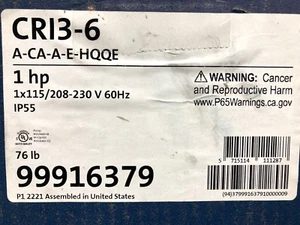 CRI3-6
A-CA-A-E-HQQE
1 hp
1x115/208-230 V 60Hz
IP55
WARNING: Cancer
and Reproductive Harm
www.P65Warnings.ca.gov
76 lb
5 715114 111287
99916379
(94)37999163791000009
P1 2221 Assembled in United States